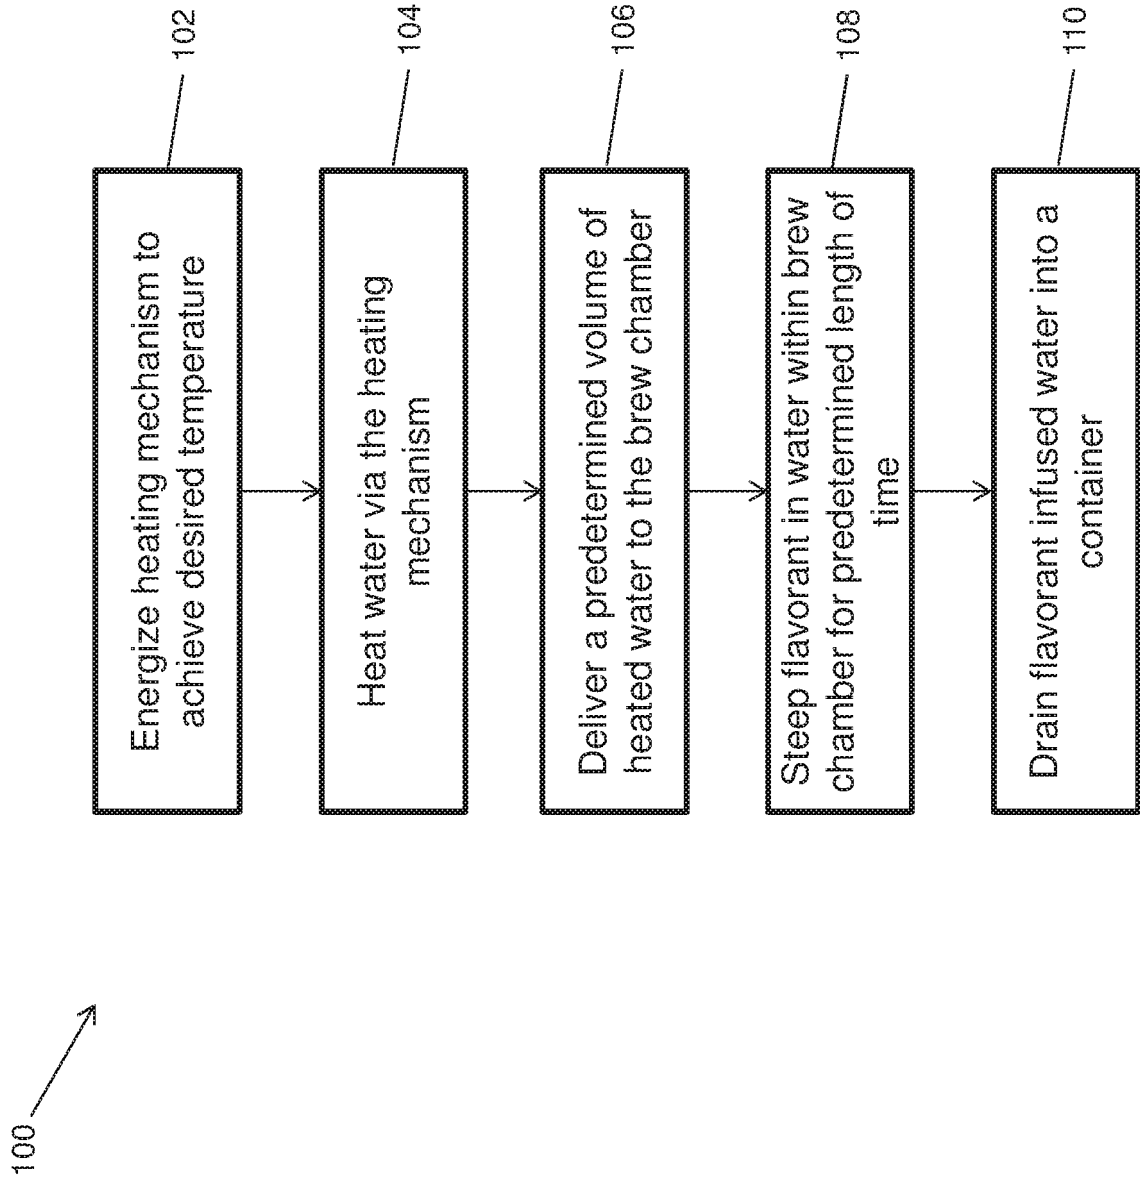 100
Energize heating mechanism to
achieve desired temperature
102
Heat water via the heating
mechanism
104
Deliver a predetermined volume of
heated water to the brew chamber
106
Steep flavorant in water within brew
chamber for predetermined length of
time
108
Drain flavorant infused water into a
container
110